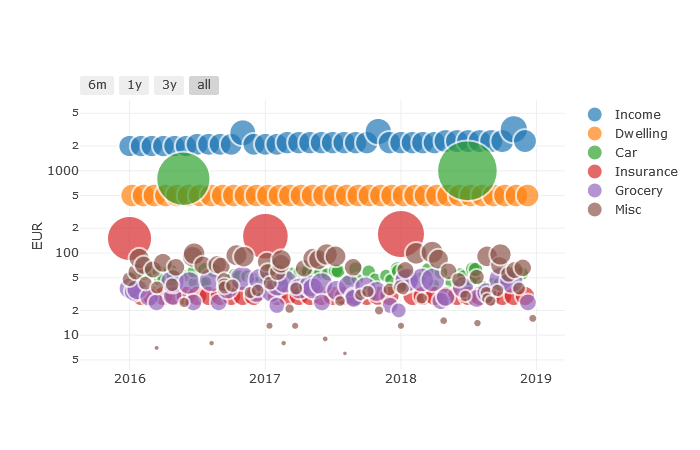 6m 1y 3y all
5
2
1000
5
2
100
5
2
10
5
EUR
2016 2017 2018 2019
Income
Dwelling
Car
Insurance
Grocery
Misc